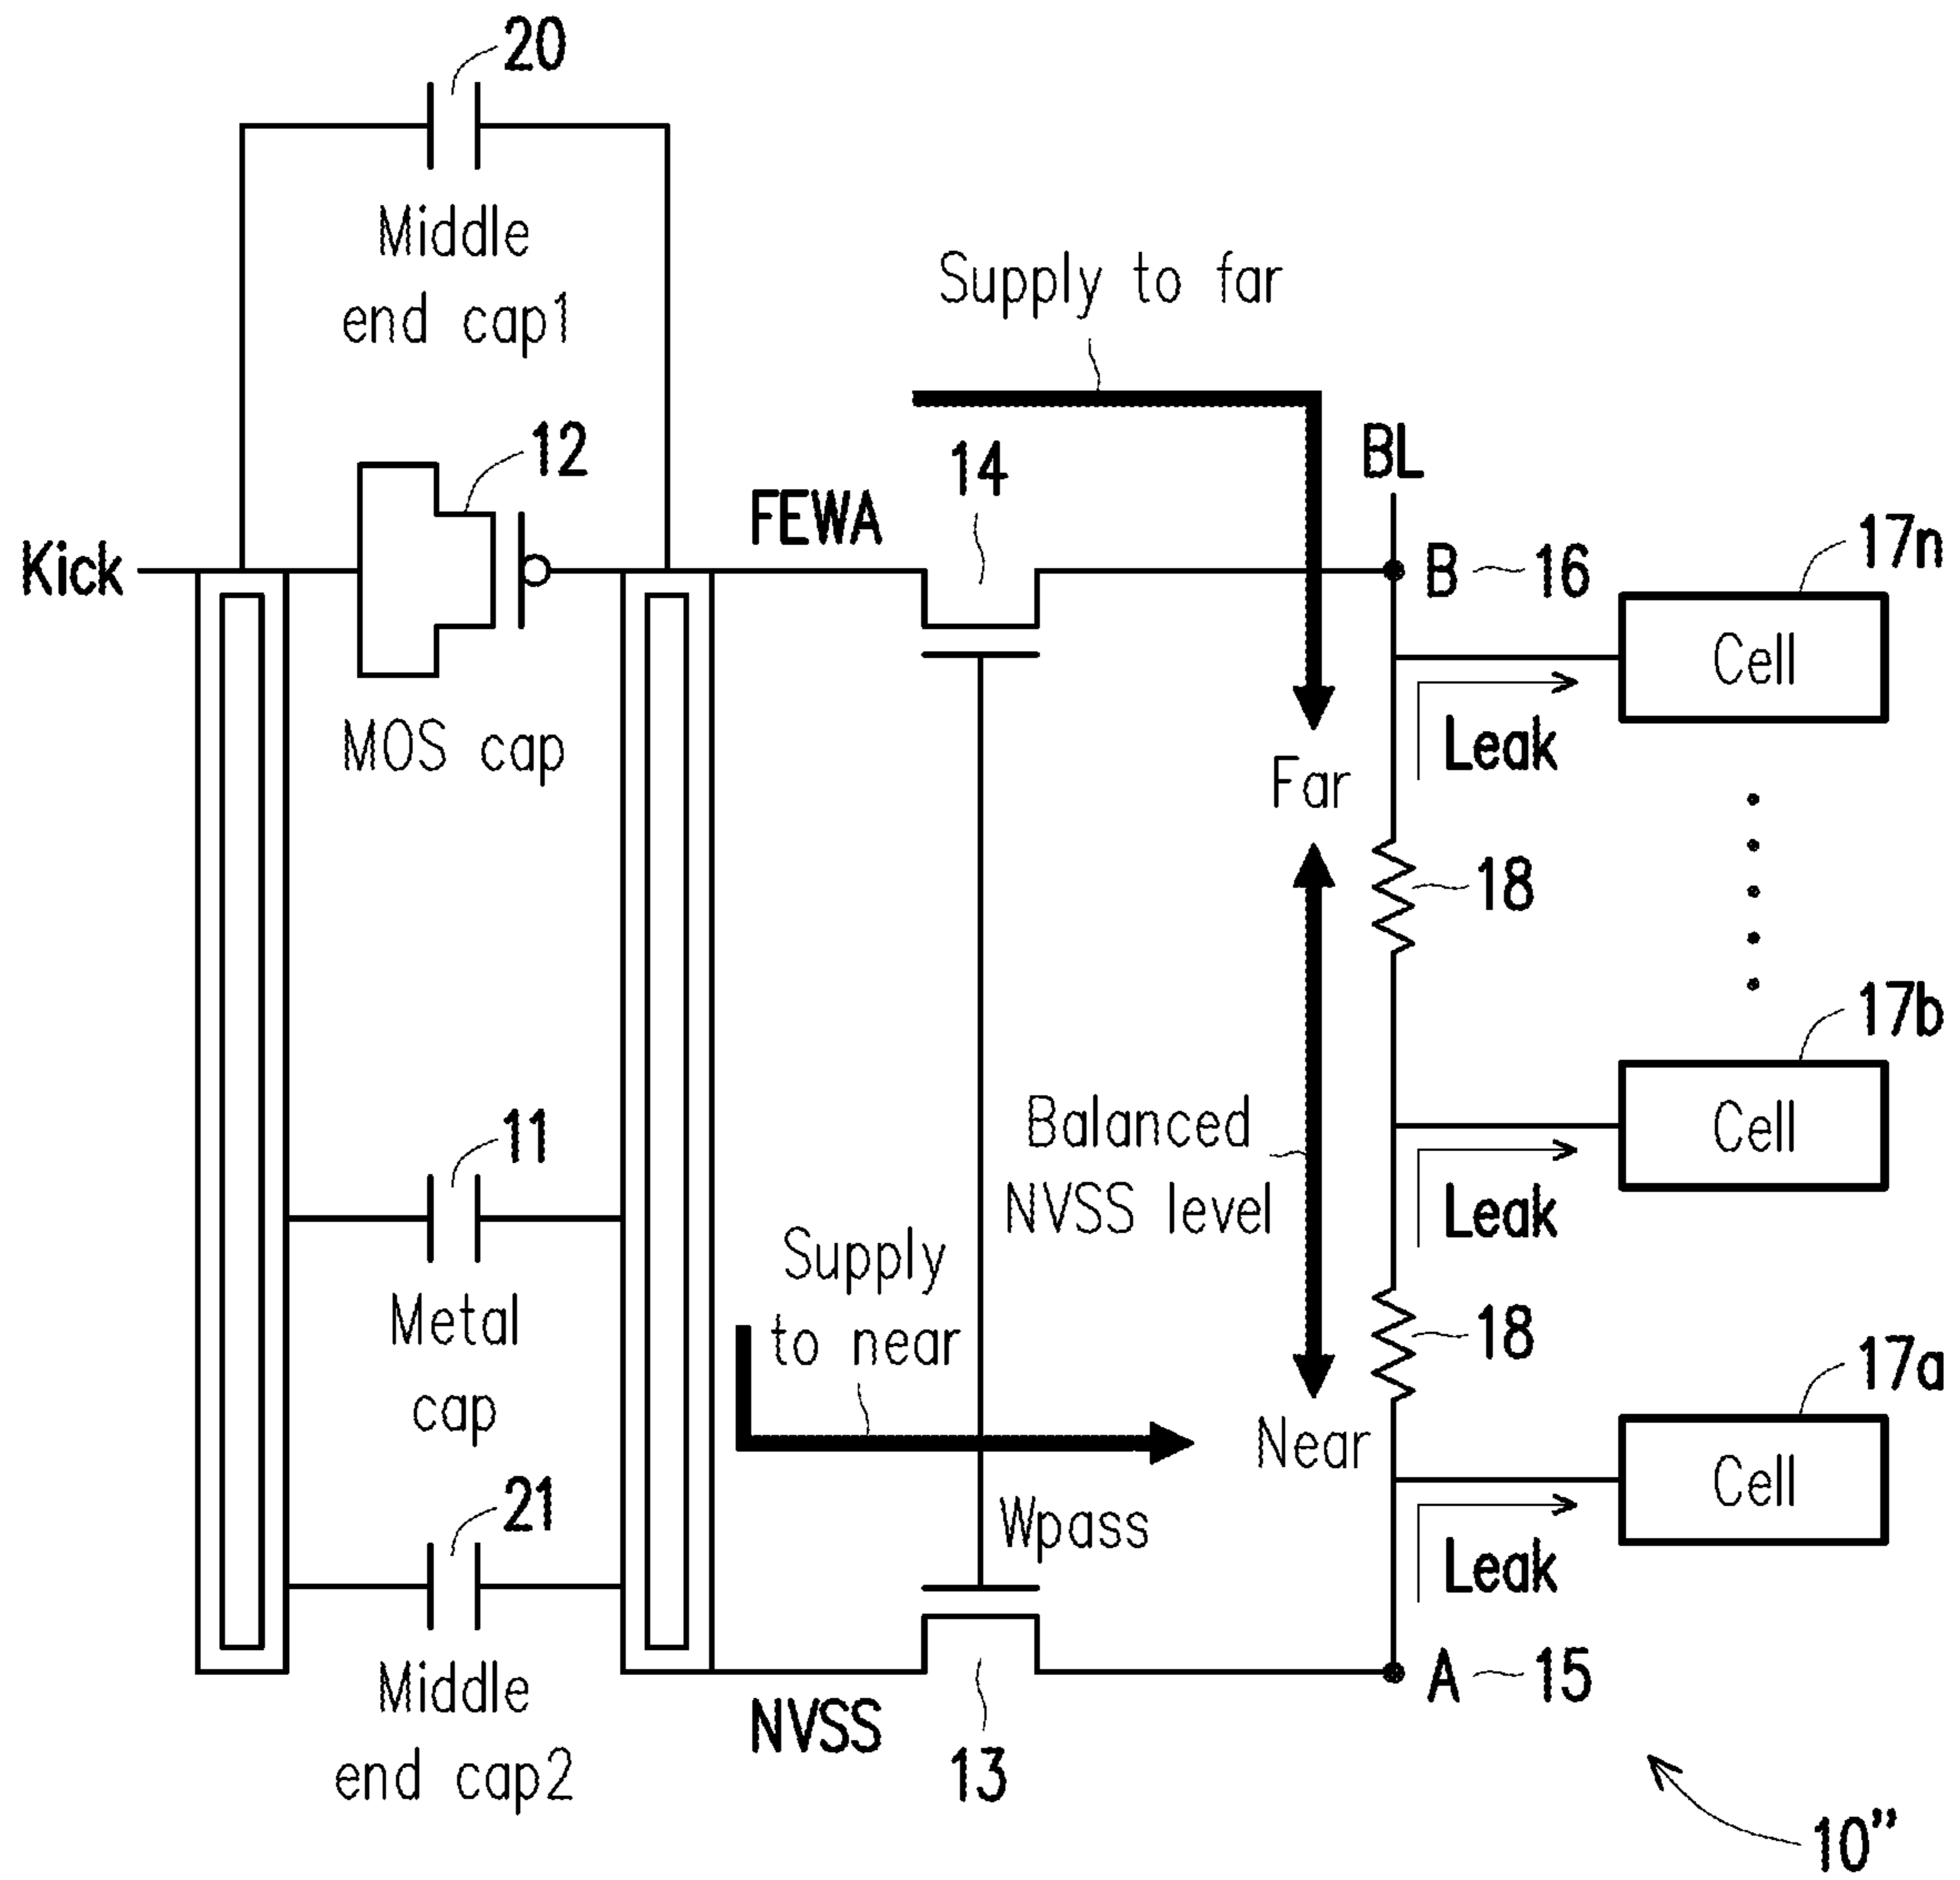 20
Middle
end cap1
Supply to far
12
14
BL
FEWA
Kick
B
16
17n
Cell
MOS cap
Leak
Far
18
17b
Cell
11
Balanced
NVSS level
Leak
Supply
to near
Metal
cap
18
17a
Near
Cell
21
Wpass
Leak
Middle
end cap2
NVSS
13
A
15
10”